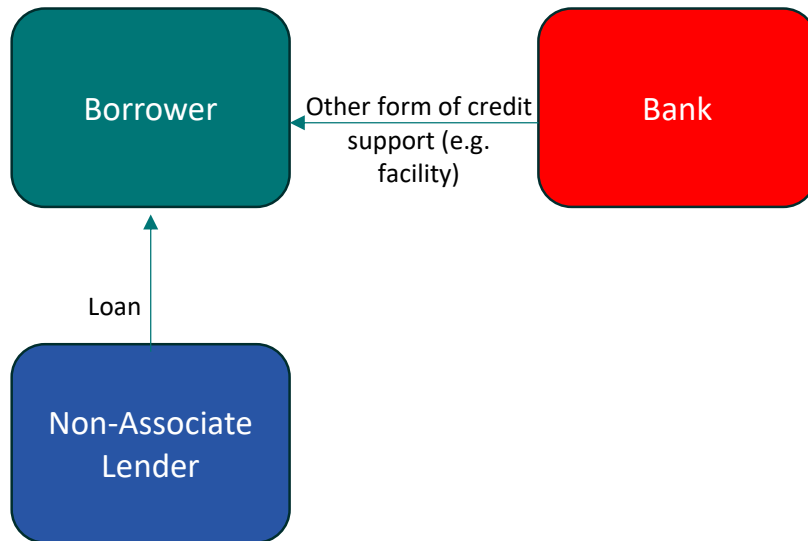 Borrower
Other form of credit
support (e.g.
facility)
Bank
Loan
Non-Associate
Lender